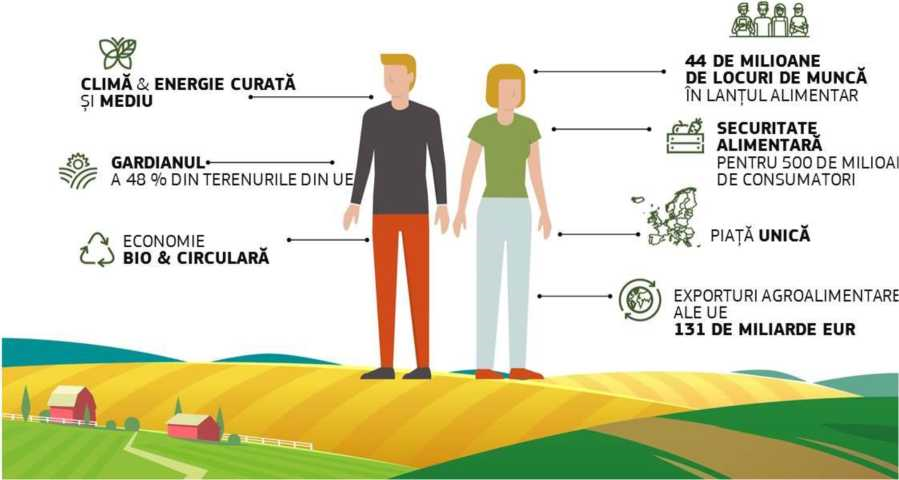 CLIMĂ & ENERGIE CURATĂ
ȘI MEDIU
GARDIANUL
A 48 % DIN TERENURILE DIN UE
ECONOMIE
BIO & CIRCULARĂ
44 DE MILIOANE
DE LOCURI DE MUNCĂ
ÎN LANȚUL ALIMENTAR
SECURITATE
ALIMENTARĂ
PENTRU 500 DE MILIOA
DE CONSUMATORI
PIAȚĂ UNICĂ
EXPORTURI AGROALIMENTARE
ALE UE
131 DE MILIARDE EUR